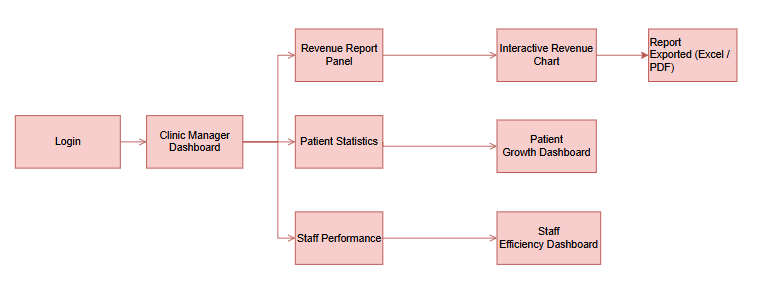 Revenue Report
Panel
Interactive Revenue
Chart
Report
Exported (Excel /
PDF)
Login
Clinic Manager
Dashboard
Patient Statistics
Patient
Growth Dashboard
Staff Performance
Staff
Efficiency Dashboard